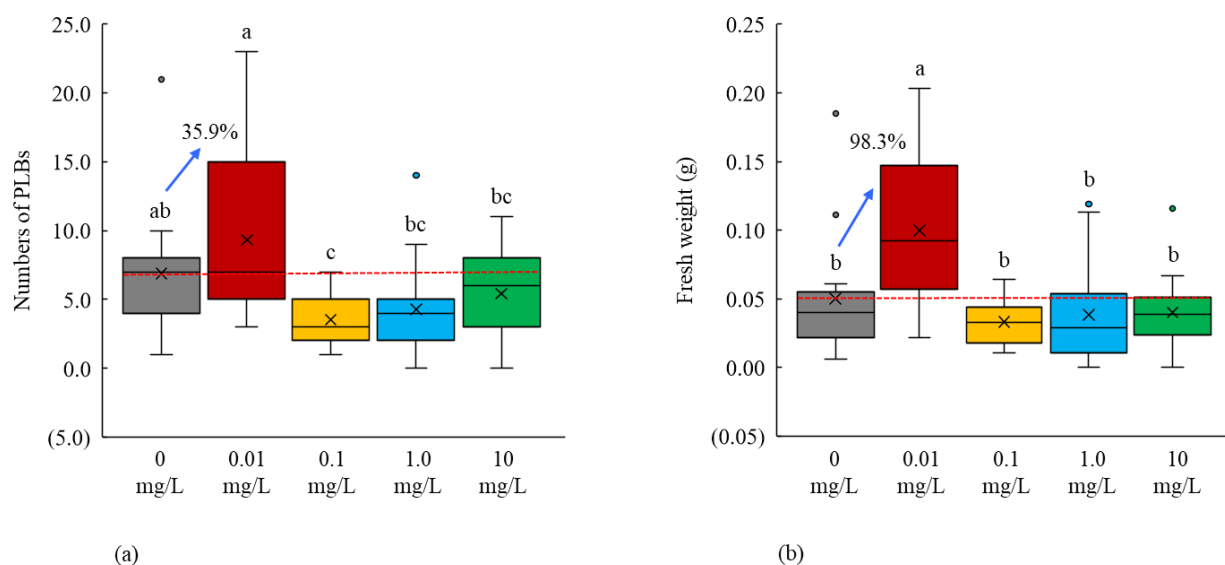 Numbers of PLBs
25.0
20.0
15.0
10.0
5.0
0.0
(5.0)
35.9%
ab
a
c
bc
bc
0 mg/L
0.01 mg/L
0.1 mg/L
1.0 mg/L
10 mg/L
(a)
Fresh weight (g)
0.25
0.20
0.15
0.10
0.05
0.00
(0.05)
98.3%
b
a
b
b
b
0 mg/L
0.01 mg/L
0.1 mg/L
1.0 mg/L
10 mg/L
(b)